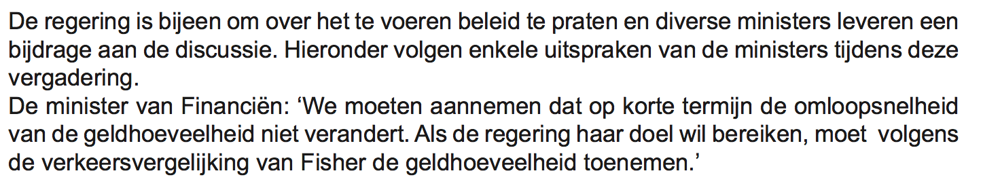 De regering is bijeen om over het te voeren beleid te praten en diverse ministers leveren een
bijdrage aan de discussie. Hieronder volgen enkele uitspraken van de ministers tijdens deze
vergadering.
De minister van Financiën: ‘We moeten aannemen dat op korte termijn de omloopsnelheid
van de geldhoeveelheid niet verandert. Als de regering haar doel wil bereiken, moet  volgens
de verkeersvergelijking van Fisher de geldhoeveelheid toenemen.’